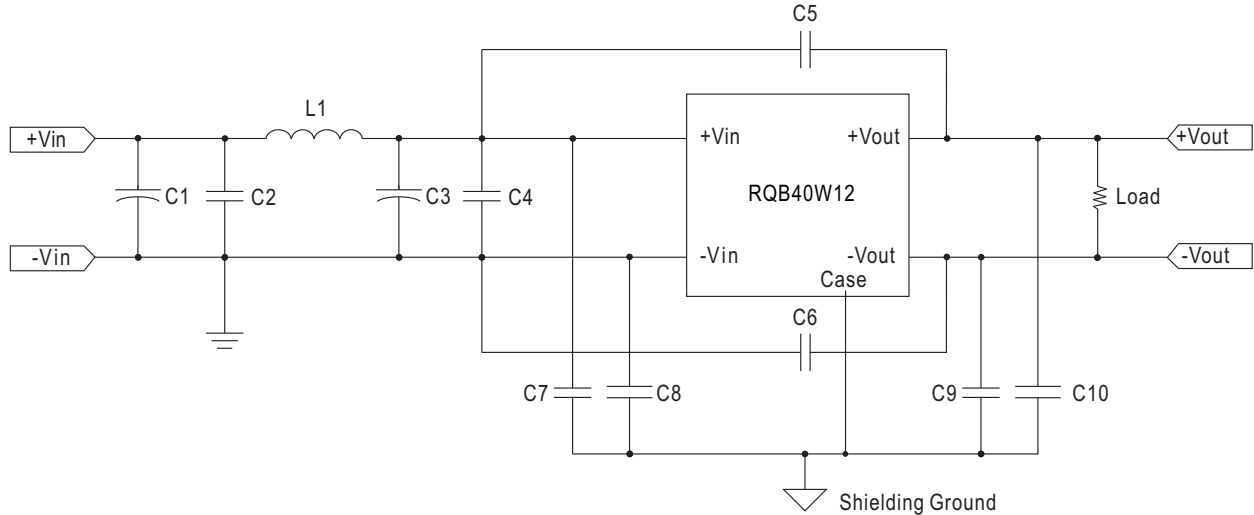 C5
L1
+Vin
+Vin
+Vout
+Vout
C1
C2
C3
C4
RQB40W12
Load
-Vin
-Vin
-Vout
-Vout
Case
C6
C7
C8
C9
C10
Shielding Ground